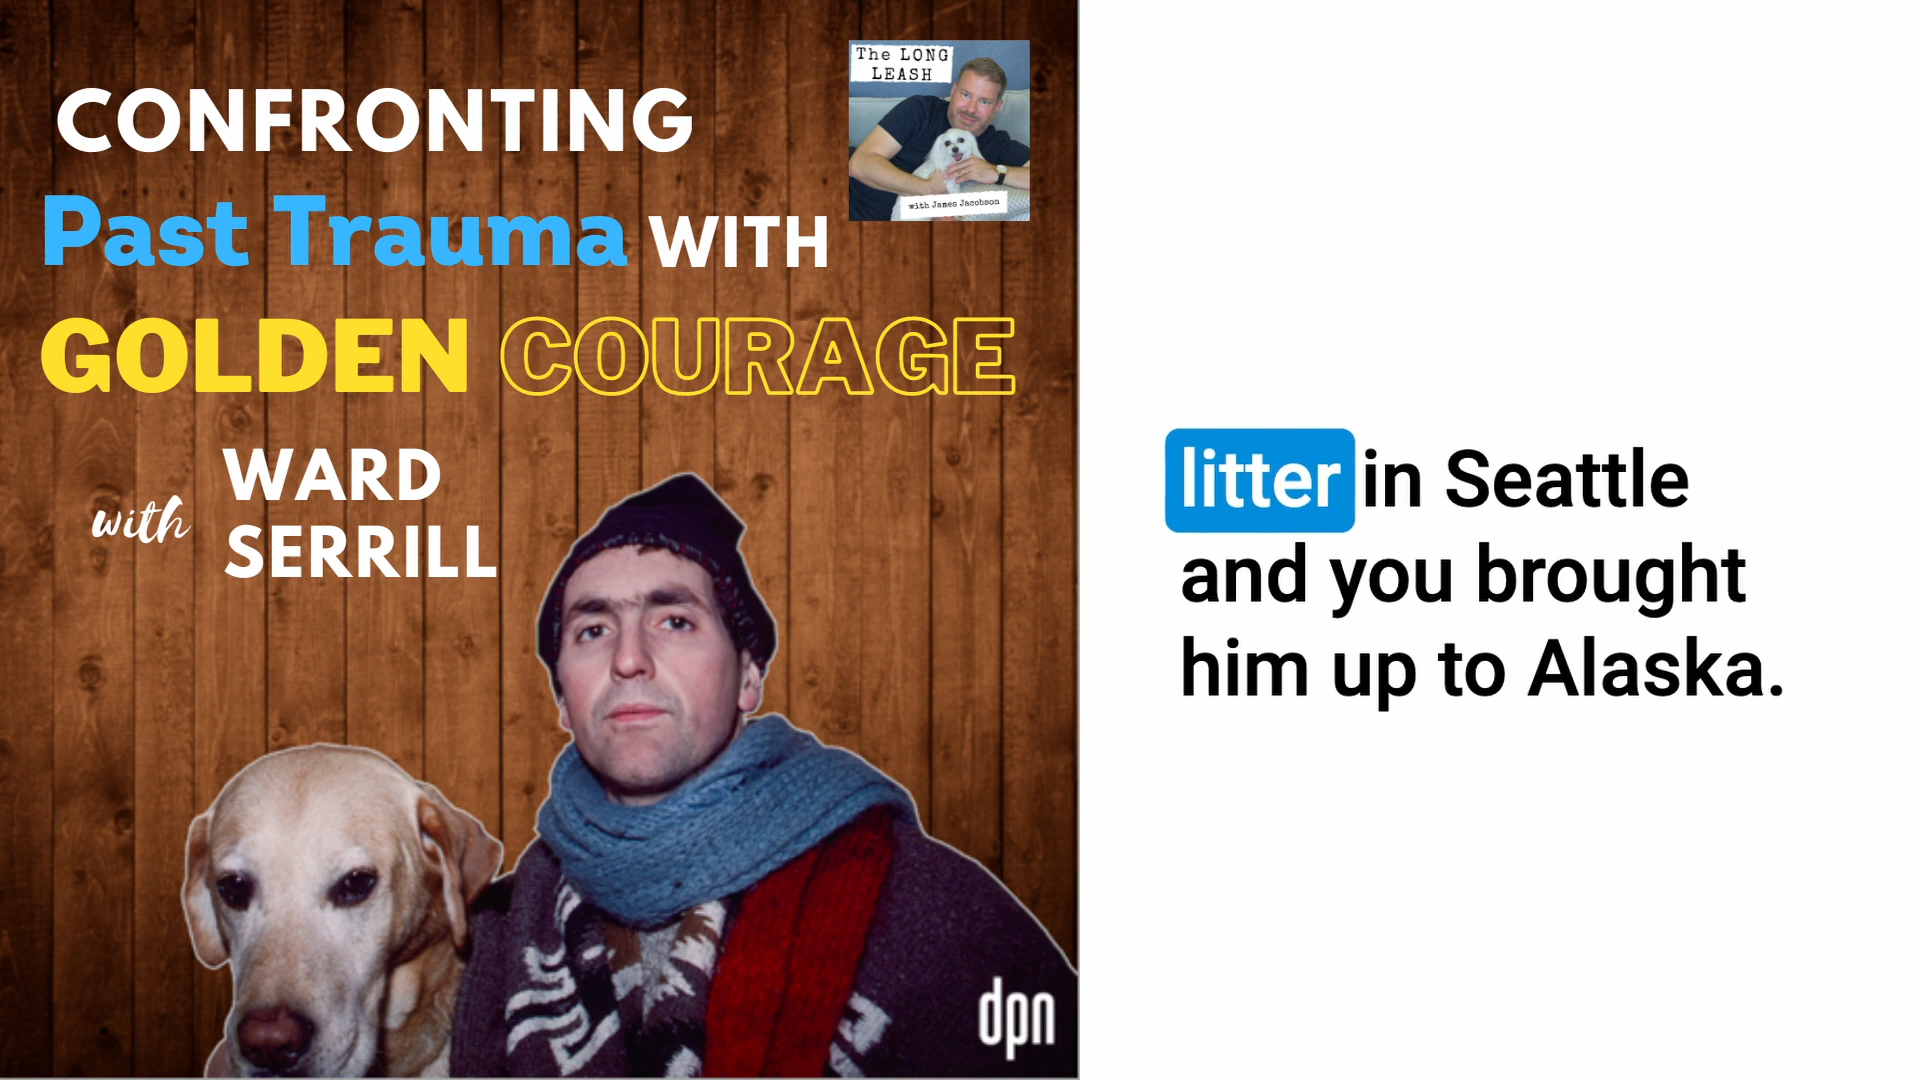 The LONG
LEASH
with James Jacobson
CONFRONTING
Past Trauma WITH
GOLDEN COURAGE
with WARD
SERRILL
dpn
litter in Seattle
and you brought
him up to Alaska.